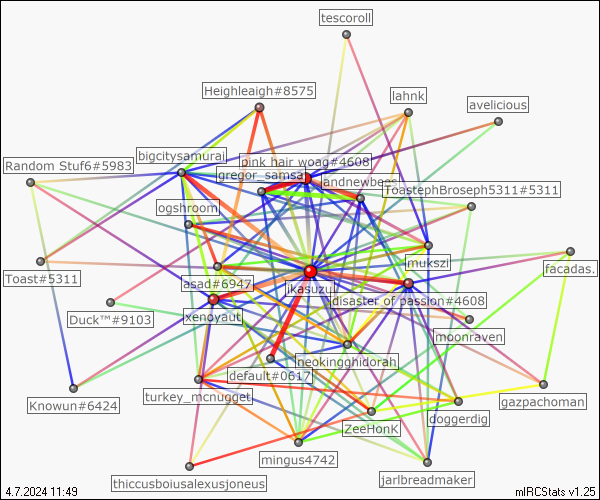 tescoroll
Heighleaigh#8575
lahnk
avelicious
bigcitysamurai
pink hair woag#4608
Random Stuf6#5983
gregor_samsa
andnewbees
ToastephBroseph5311#5311
ogshroom
mukszi
facadas.
Toast#5311
asad#6947
ikasuzu
disaster of passion#4608
Duck™#9103
xenoyaut
moonraven
neokingghidorah
default#0617
turkey_mcnugget
gazpachoman
Knowun#6424
doggerdig
ZeeHonk
mingus4742
thiccusboiusalexusjoneus
jarlbreadmaker
4.7.2024 11:49
mIRCStats v1.25